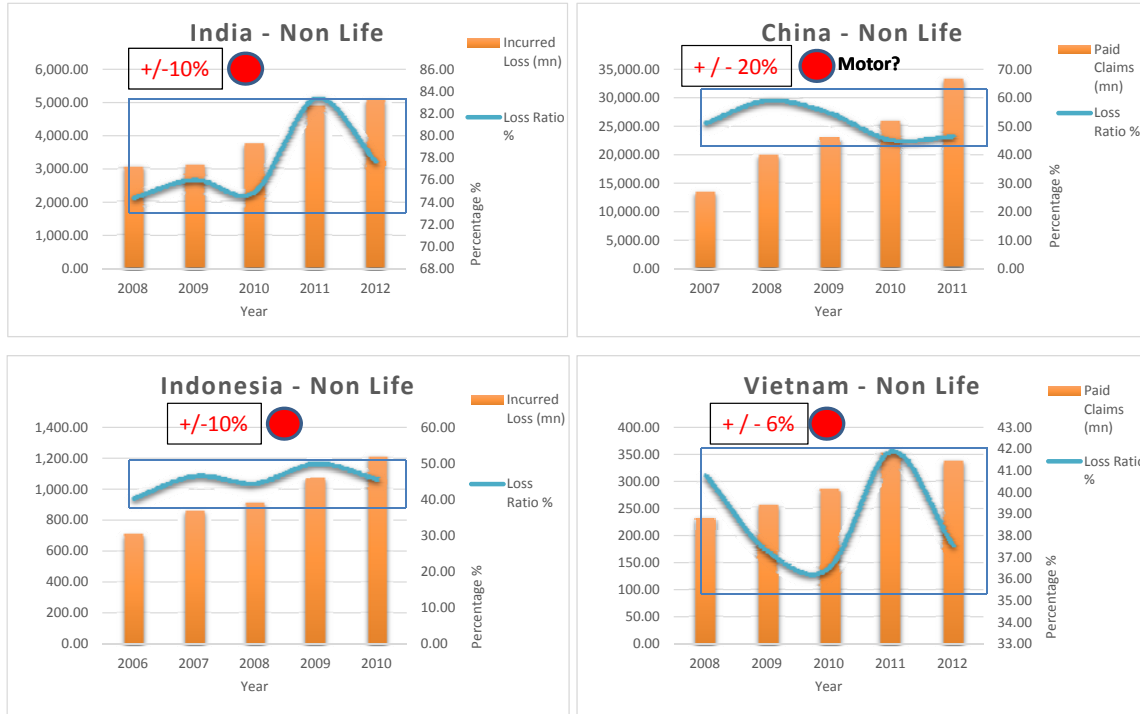 India - Non Life
+/-10%
Incurred
Loss (mn)
Loss Ratio
%
6,000.00
5,000.00
4,000.00
3,000.00
2,000.00
1,000.00
0.00
86.00
84.00
82.00
80.00
78.00
76.00
74.00
72.00
70.00
68.00
Percentage %
2008 2009 2010 2011 2012
Year
China - Non Life
+ / - 20%
Motor?
Paid
Claims
(mn)
Loss
Ratio %
35,000.00
30,000.00
25,000.00
20,000.00
15,000.00
10,000.00
5,000.00
0.00
70.00
60.00
50.00
40.00
30.00
20.00
10.00
0.00
Percentage %
2007 2008 2009 2010 2011
Year
Indonesia - Non Life
+/-10%
Incurred
Loss (mn)
Loss
Ratio %
1,400.00
1,200.00
1,000.00
800.00
600.00
400.00
200.00
0.00
60.00
50.00
40.00
30.00
20.00
10.00
0.00
Percentage %
2006 2007 2008 2009 2010
Year
Vietnam - Non Life
+ / - 6%
Paid
Claims
(mn)
Loss Ratio
%
400.00
350.00
300.00
250.00
200.00
150.00
100.00
50.00
0.00
43.00
42.00
41.00
40.00
39.00
38.00
37.00
36.00
35.00
34.00
33.00
Percentage %
2008 2009 2010 2011 2012
Year